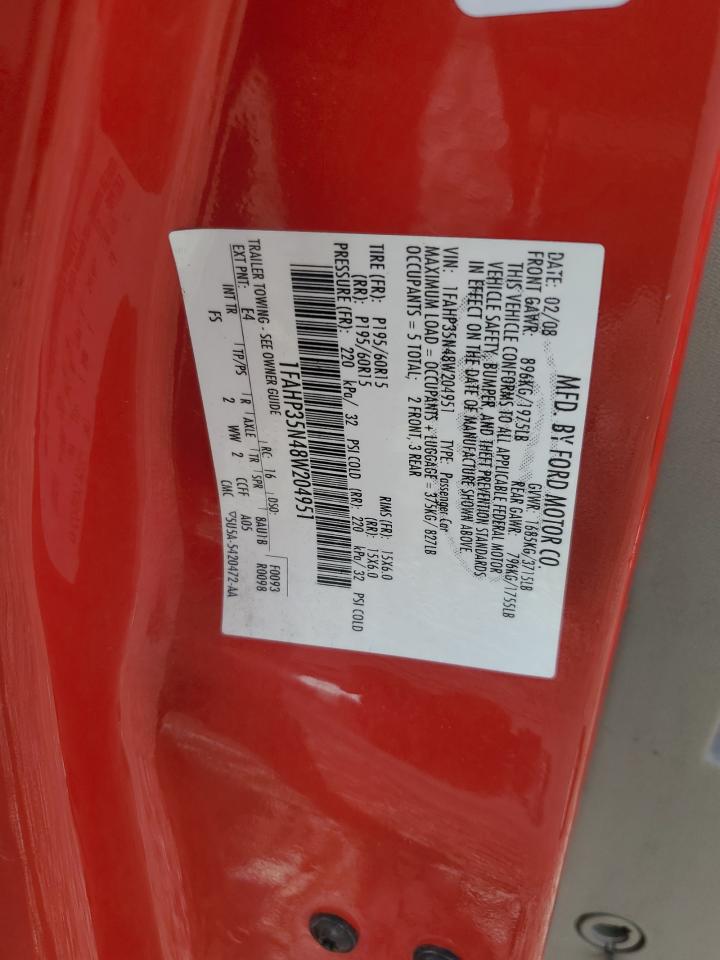 MFD. BY FORD MOTOR CO
DATE: 02/08 GVWR: 1685KG/3715LB
FRONT GAWR: 896KG/1975LB REAR GAWR: 796KG/1755LB
THIS VEHICLE CONFORMS TO ALL APPLICABLE FEDERAL MOTOR
VEHICLE SAFETY, BUMPER, AND THEFT PREVENTION STANDARDS
IN EFFECT ON THE DATE OF MANUFACTURE SHOWN ABOVE.
VIN: 1FAHP35N48W204951 TYPE: Passenger Car
MAXIMUM LOAD = OCCUPANTS + LUGGAGE = 375KG/827LB
OCCUPANTS = 5 TOTAL: 2 FRONT, 3 REAR
TIRE (FR): P195/60R15 RIMS (FR): 15X6.0
(RR): P195/60R15 (RR): 15X6.0
PRESSURE (FR): 220 kPa/ 32 PSI COLD (RR): 220 kPa/ 32 PSI COLD
1FAHP35N48W204951
TRAILER TOWING - SEE OWNER GUIDE
EXT PNT: E4 RC: 16 DSO: F0093
INT TR TP/PS R AXLE TR SPR 8AU1B R0098
FS 2 WW 2 CCFF A05
CMC 5U5A-5420472-AA